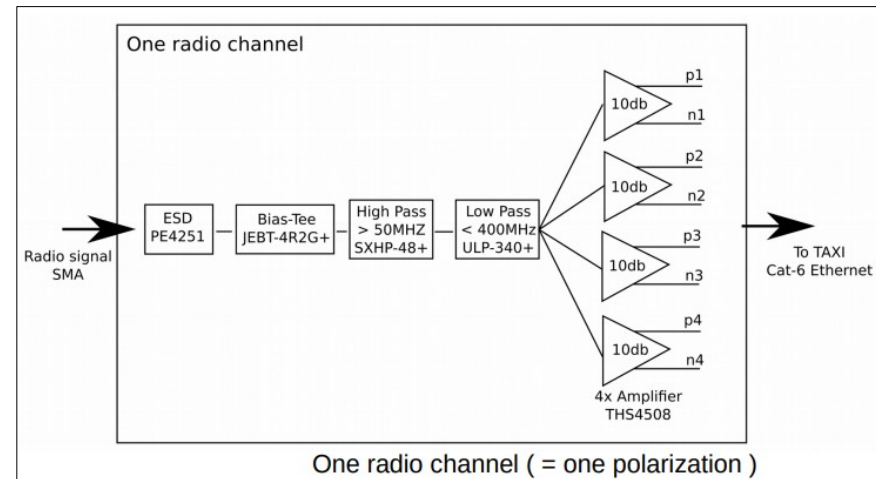 One radio channel
Radio signal
SMA
ESD
PE4251
Bias-Tee
JEBT-4R2G+
High Pass
> 50MHZ
SXHP-48+
Low Pass
< 400MHz
ULP-340+
10db
p1
n1
10db
p2
n2
10db
p3
n3
10db
p4
n4
4x Amplifier
THS4508
To TAXI
Cat-6 Ethernet
One radio channel ( = one polarization )